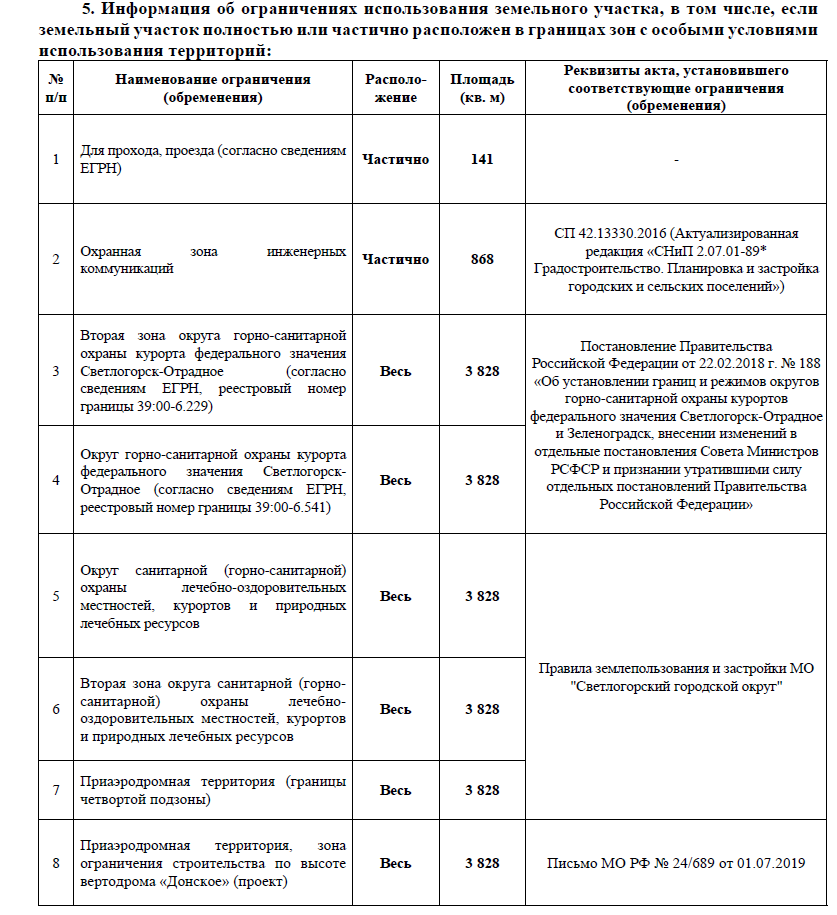 5. Информация об ограничениях использования земельного участка, в том числе, если
земельный участок полностью или частично расположен в границах зон с особыми условиями
использования территорий:
№
п/п
Наименование ограничения
(обременения)
Располо-
жение
Площадь
(кв. м)
Реквизиты акта, установившего
соответствующие ограничения
(обременения)
1
Для прохода, проезда (согласно сведениям
ЕГРН)
Частично
141
-
2
Охранная зона инженерных
коммуникаций
Частично
868
СП 42.13330.2016 (Актуализированная
редакция «СНиП 2.07.01-89*
Градостроительство. Планировка и застройка
городских и сельских поселений»)
3
Вторая зона округа горно-санитарной
охраны курорта федерального значения
Светлогорск-Отрадное (согласно
сведениям ЕГРН, реестровый номер
границы 39:00-6.229)
Весь
3 828
Постановление Правительства
Российской Федерации от 22.02.2018 г. № 188
«Об установлении границ и режимов округов
горно-санитарной охраны курортов
федерального значения Светлогорск-Отрадное
и Зеленоградск, внесении изменений в
отдельные постановления Совета Министров
РСФСР и признании утратившими силу
отдельных постановлений Правительства
Российской Федерации»
4
Округ горно-санитарной охраны курорта
федерального значения Светлогорск-
Отрадное (согласно сведениям ЕГРН,
реестровый номер границы 39:00-6.541)
Весь
3 828
5
Округ санитарной (горно-санитарной)
охраны лечебно-оздоровительных
местностей, курортов и природных
лечебных ресурсов
Весь
3 828
Правила землепользования и застройки МО
"Светлогорский городской округ"
6
Вторая зона округа санитарной (горно-
санитарной) охраны лечебно-
оздоровительных местностей, курортов
и природных лечебных ресурсов
Весь
3 828
7
Приаэродромная территория (границы
четвертой подзоны)
Весь
3 828
8
Приаэродромная территория, зона
ограничения строительства по высоте
вертодрома «Донское» (проект)
Весь
3 828
Письмо МО РФ № 24/689 от 01.07.2019